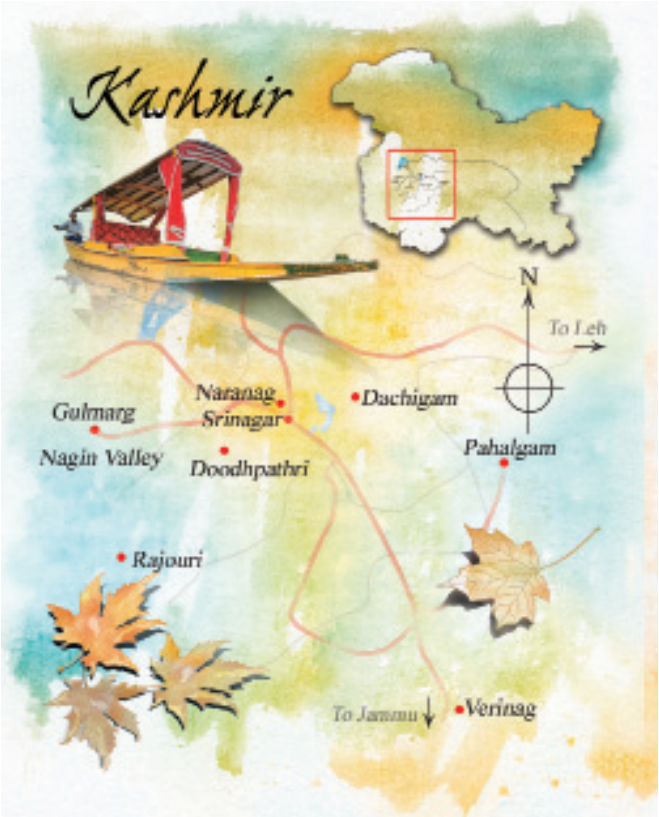 Kashmir
N
To Leh
Naranag
Dachigam
Gulmarg
Srinagar
Pahalgam
Nagin Valley
Doodhpathri
Rajouri
To Jammu
Verinag